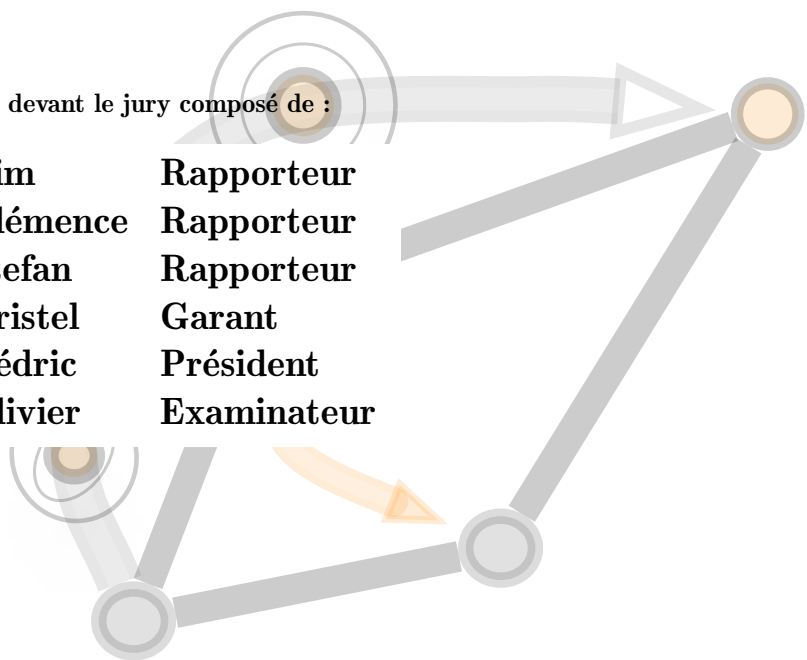 devant le jury composé de :
im Rapporteur
lémence Rapporteur
efan Rapporteur
ristel Garant
édric Président
livier Examinateur